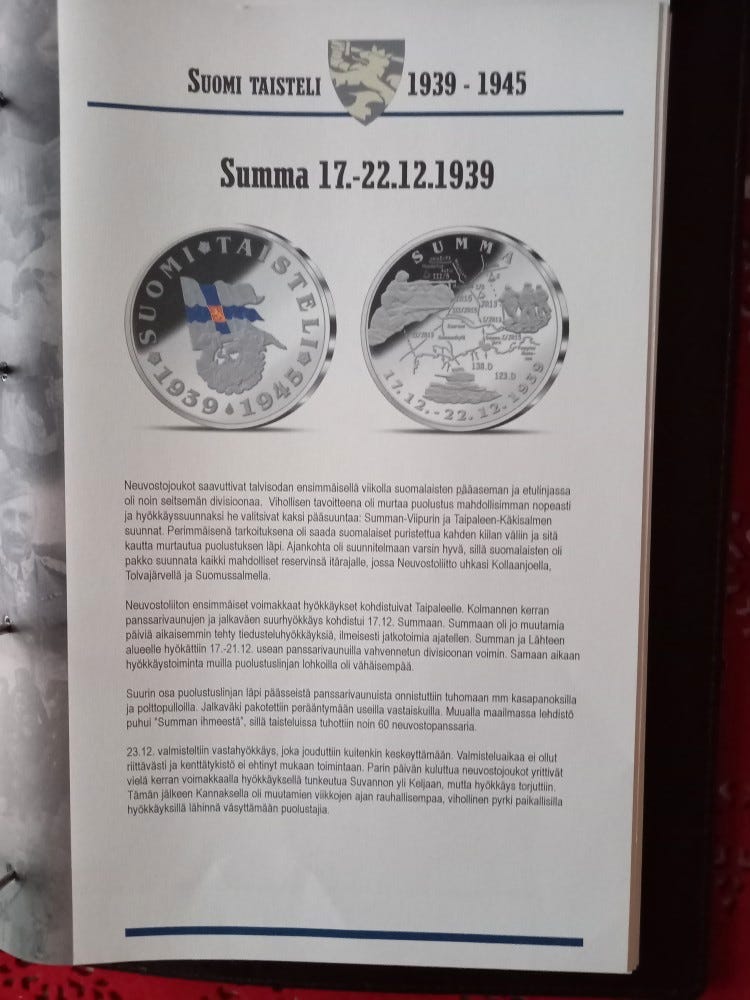 SUOMI TAISTELI 1939 - 1945
Summa 17.-22.12.1939
SUOMI TAISTELI
1939 1945
SUMMA
138.D
123.D
17.12.-22.12.1939
Neuvostojoukot saavuttivat talvisodan ensimmäisellä viikolla suomalaisten pääaseman ja etulinjassa
oli noin seitsemän divisioonaa. Vihollisen tavoitteena oli murtaa puolustus mahdollisimman nopeasti
ja hyökkäyssuunnaksi he valitsivat kaksi pääsuuntaa: Summan-Viipurin ja Taipaleen-Käkisalmen
suunnat. Perimmäisenä tarkoituksena oli saada suomalaiset puristettua kahden kiilan väliin ja sitä
kautta murtautua puolustuksen läpi. Ajankohta oli suunnitelmaan varsin hyvä, sillä suomalaisten oli
pakko suunnata kaikki mahdolliset reservinsä itärajalle, jossa Neuvostoliitto uhkasi Kollaanjoella,
Tolvajärvellä ja Suomussalmella.
Neuvostoliiton ensimmäiset voimakkaat hyökkäykset kohdistuivat Taipaleelle. Kolmannen kerran
panssarivaunujen ja jalkaväen suurhyökkäys kohdistui 17.12. Summaan. Summaan oli jo muutamia
päiviä aikaisemmin tehty tiedusteluhyökkäyksiä, ilmeisesti jatkotoimia ajatellen. Summan ja Lähteen
alueelle hyökättiin 17.-21.12. usean panssarivaunuilla vahvennetun divisioonan voimin. Samaan aikaan
hyökkäystoiminta muilla puolustuslinjan lohkoilla oli vähäisempää.
Suurin osa puolustuslinjan läpi päässeistä panssarivaunuista onnistuttiin tuhomaan mm kasapanoksilla
ja polttopulloilla. Jalkaväki pakotettiin perääntymään useilla vastaiskuilla. Muualla maailmassa lehdistö
puhui "Summan ihmeestä", sillä taisteluissa tuhottiin noin 60 neuvostopanssaria.
23.12. valmisteltiin vastahyökkäys, joka jouduttiin kuitenkin keskeyttämään. Valmisteluaikaa ei ollut
riittävästi ja kenttätykistö ei ehtinyt mukaan toimintaan. Parin päivän kuluttua neuvostojoukot yrittivät
vielä kerran voimakkaalla hyökkäyksellä tunkeutua Suvannon yli Keljaan, mutta hyökkäys torjuttiin.
Tämän jälkeen Kannaksella oli muutamien viikkojen ajan rauhallisempaa, vihollinen pyrki paikallisilla
hyökkäyksillä lähinnä väsyttämään puolustajia.